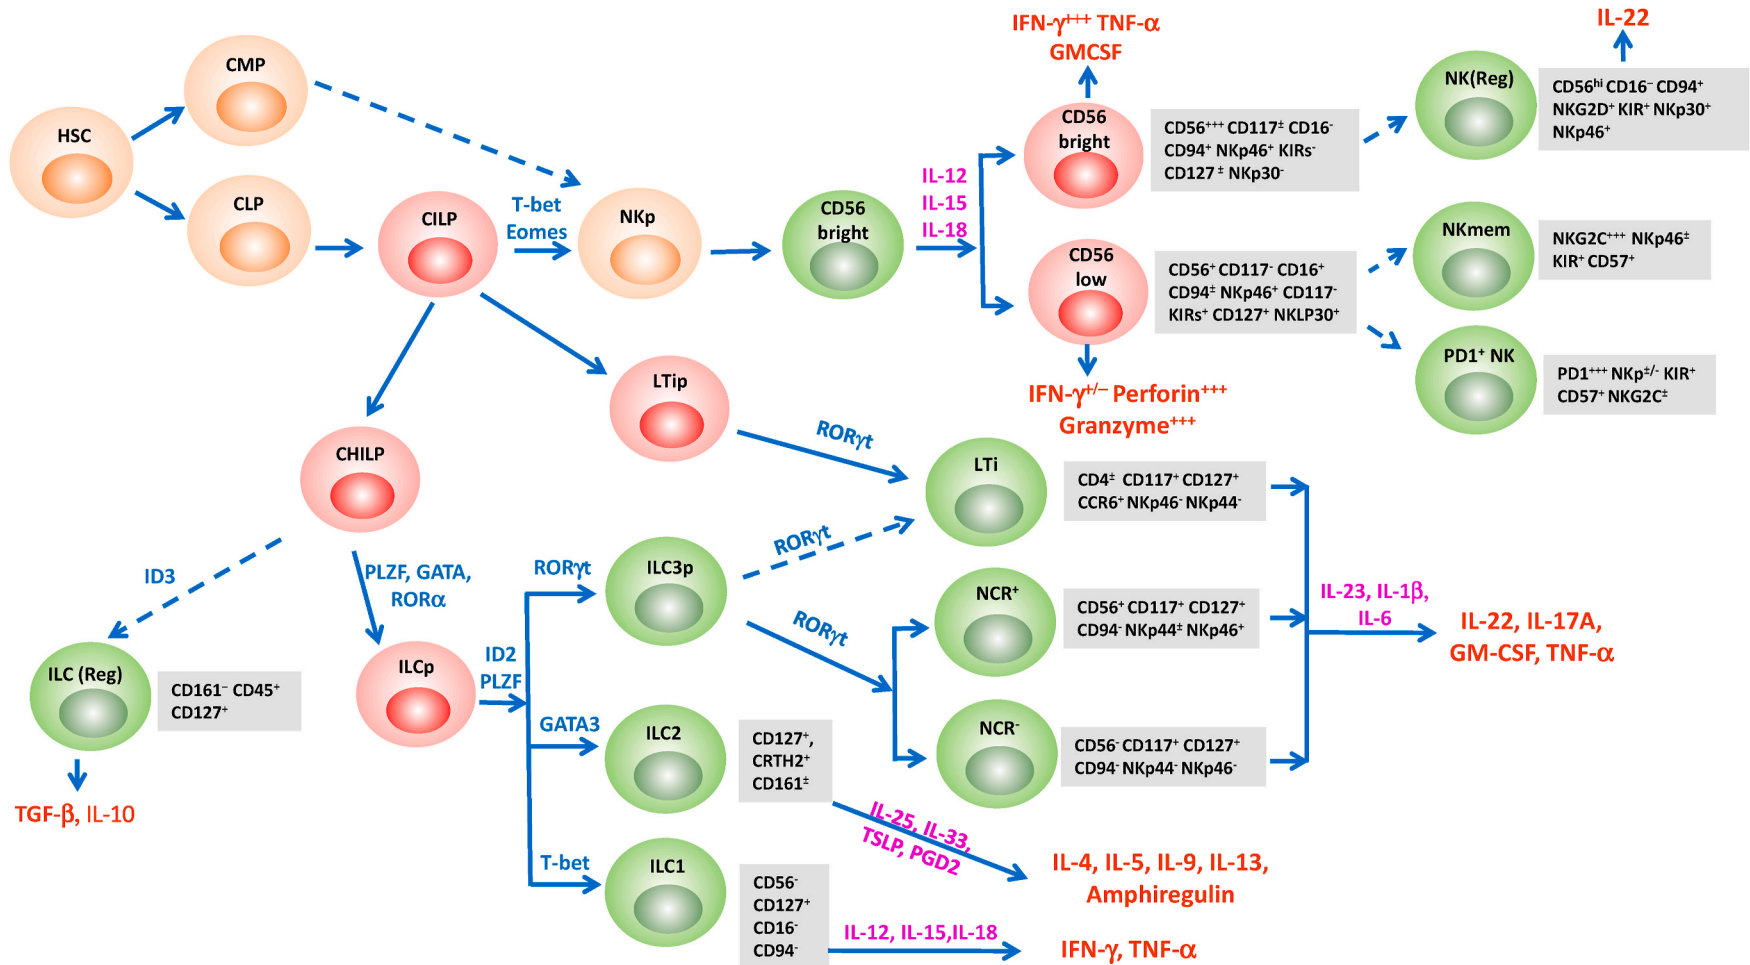 HSC
CMP
CLP
CILP
T-bet
Eomes
NKp
CD56
bright
IL-12
IL-15
IL-18
IFN-γ⁺⁺⁺ TNF-α
GMCSF
CD56
bright
CD56⁺⁺⁺ CD117± CD16⁻
CD94⁺ NKp46⁺ KIRs⁻
CD127 ± NKp30⁻
CD56
low
CD56⁺ CD117⁻ CD16⁺
CD94± NKp46⁺ CD117⁻
KIRs⁺ CD127⁺ NKLP30⁺
IFN-γ⁺/⁻ Perforin⁺⁺⁺
Granzyme⁺⁺⁺
IL-22
NK(Reg)
CD56ʰⁱ CD16⁻ CD94⁺
NKG2D⁺ KIR⁺ NKp30⁺
NKp46⁺
NKmem
NKG2C⁺⁺⁺ NKp46±
KIR⁺ CD57⁺
PD1⁺ NK
PD1⁺⁺⁺ NKp±/⁻ KIR⁺
CD57⁺ NKG2C±
LTip
RORγt
LTi
CD4± CD117⁺ CD127⁺
CCR6⁺ NKp46⁻ NKp44⁻
CHILP
ID3
PLZF, GATA,
RORα
ILC (Reg)
CD161⁻ CD45⁺
CD127⁺
TGF-β, IL-10
ILCp
ID2
PLZF
RORγt
ILC3p
RORγt
RORγt
NCR⁺
CD56⁺ CD117⁺ CD127⁺
CD94⁻ NKp44± NKp46⁺
NCR⁻
CD56⁻ CD117⁺ CD127⁺
CD94⁻ NKp44⁻ NKp46⁻
IL-23, IL-1β,
IL-6
IL-22, IL-17A,
GM-CSF, TNF-α
GATA3
ILC2
CD127⁺,
CRTH2⁺
CD161±
IL-25, IL-33,
TSLP, PGD2
IL-4, IL-5, IL-9, IL-13,
Amphiregulin
T-bet
ILC1
CD56⁻
CD127⁺
CD16⁻
CD94⁻
IL-12, IL-15,IL-18
IFN-γ, TNF-α